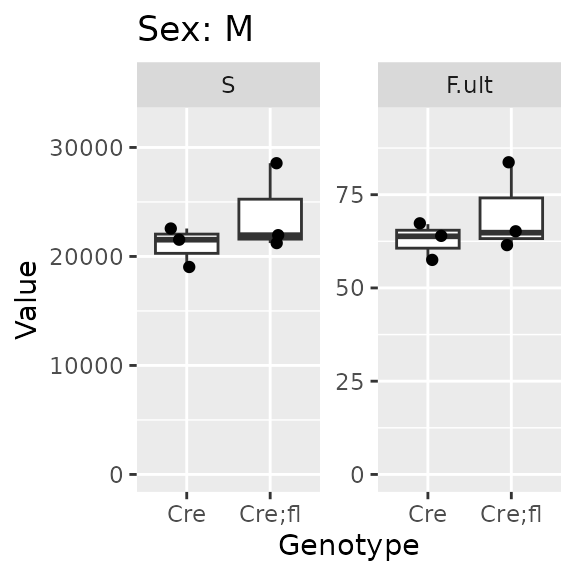 Sex: M
S
F.ult
Value
30000
20000
10000
0
75
50
25
0
Cre
Cre;fl
Cre
Cre;fl
Genotype